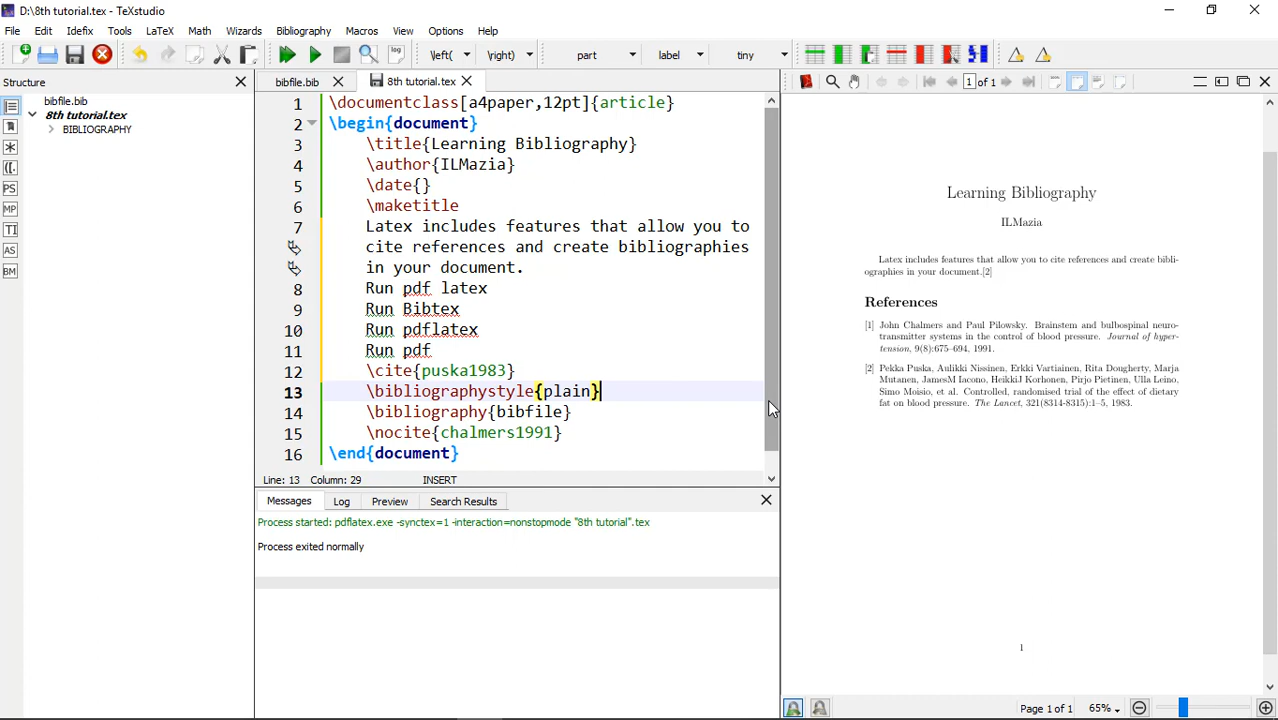 D:\8th tutorial.tex - TeXstudio
File Edit Idefix Tools LaTeX Math Wizards Bibliography Macros View Options Help
log \left( \right) part label tiny
Structure
bibfile.bib 8th tutorial.tex
1 of 1
bibfile.bib
8th tutorial.tex
BIBLIOGRAPHY
PS
MP
TI
AS
BM
1 \documentclass[a4paper,12pt]{article}
2 \begin{document}
3 \title{Learning Bibliography}
4 \author{ILMazia}
5 \date{}
6 \maketitle
7 Latex includes features that allow you to
cite references and create bibliographies
in your document.
8 Run pdf latex
9 Run Bibtex
10 Run pdflatex
11 Run pdf
12 \cite{puska1983}
13 \bibliographystyle{plain}
14 \bibliography{bibfile}
15 \nocite{chalmers1991}
16 \end{document}
Line: 13 Column: 29 INSERT
Messages Log Preview Search Results
Process started: pdflatex.exe -synctex=1 -interaction=nonstopmode "8th tutorial".tex
Process exited normally
Learning Bibliography
ILMazia
Latex includes features that allow you to cite references and create bibli-
ographies in your document.[2]
References
[1] John Chalmers and Paul Pilowsky. Brainstem and bulbospinal neuro-
transmitter systems in the control of blood pressure. Journal of hyper-
tension, 9(8):675–694, 1991.
[2] Pekka Puska, Aulikki Nissinen, Erkki Vartiainen, Rita Dougherty, Marja
Mutanen, JamesM Iacono, HeikkiJ Korhonen, Pirjo Pietinen, Ulla Leino,
Simo Moisio, et al. Controlled, randomised trial of the effect of dietary
fat on blood pressure. The Lancet, 321(8314-8315):1–5, 1983.
1
Page 1 of 1 65%